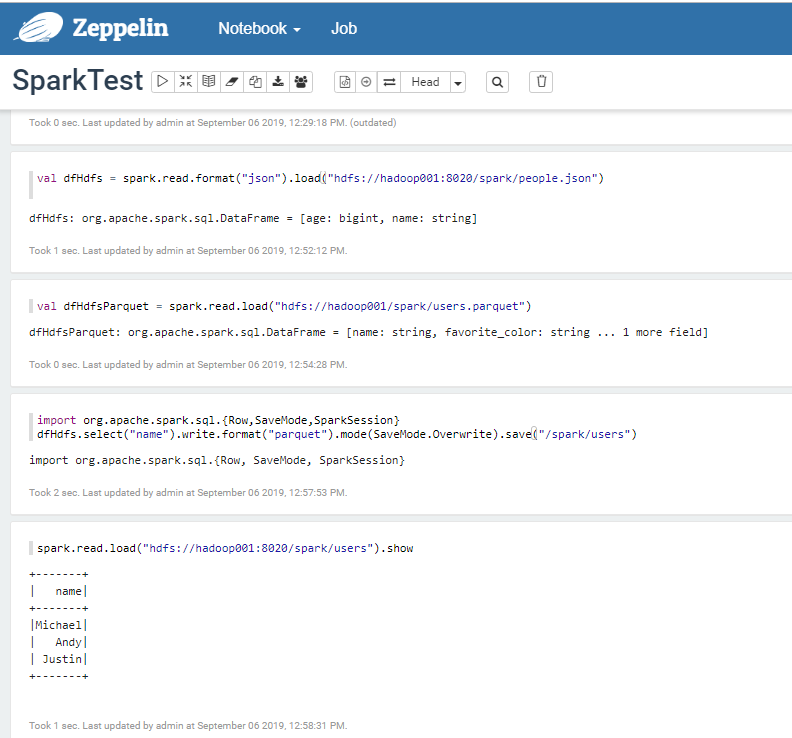 Zeppelin Notebook Job
SparkTest Head
Took 0 sec. Last updated by admin at September 06 2019, 12:29:18 PM. (outdated)
val dfHdfs = spark.read.format("json").load("hdfs://hadoop001:8020/spark/people.json")
dfHdfs: org.apache.spark.sql.DataFrame = [age: bigint, name: string]
Took 1 sec. Last updated by admin at September 06 2019, 12:52:12 PM.
val dfHdfsParquet = spark.read.load("hdfs://hadoop001/spark/users.parquet")
dfHdfsParquet: org.apache.spark.sql.DataFrame = [name: string, favorite_color: string ... 1 more field]
Took 0 sec. Last updated by admin at September 06 2019, 12:54:28 PM.
import org.apache.spark.sql.{Row,SaveMode,SparkSession}
dfHdfs.select("name").write.format("parquet").mode(SaveMode.Overwrite).save("/spark/users")
import org.apache.spark.sql.{Row, SaveMode, SparkSession}
Took 2 sec. Last updated by admin at September 06 2019, 12:57:53 PM.
spark.read.load("hdfs://hadoop001:8020/spark/users").show
+-------+
|   name|
+-------+
|Michael|
|   Andy|
| Justin|
+-------+
Took 1 sec. Last updated by admin at September 06 2019, 12:58:31 PM.